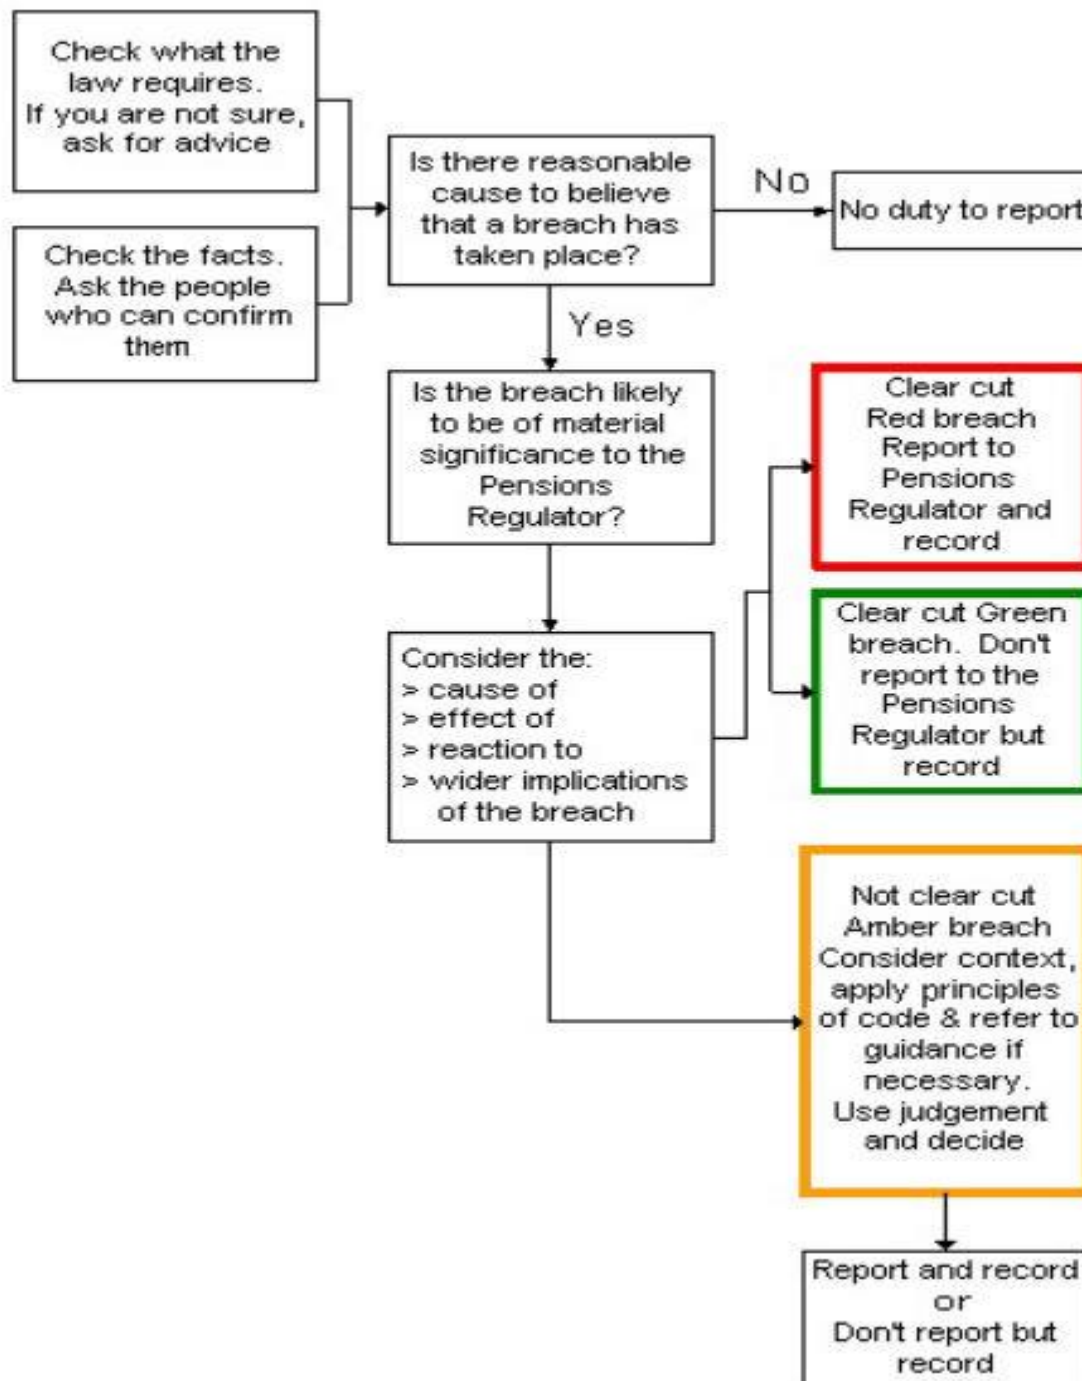 Check what the
law requires.
If you are not sure,
ask for advice
Check the facts.
Ask the people
who can confirm
them
Is there reasonable
cause to believe
that a breach has
taken place?
No
No duty to report
Yes
Is the breach likely
to be of material
significance to the
Pensions
Regulator?
Clear cut
Red breach
Report to
Pensions
Regulator and
record
Clear cut Green
breach. Don't
report to the
Pensions
Regulator but
record
Consider the:
> cause of
> effect of
> reaction to
> wider implications
of the breach
Not clear cut
Amber breach
Consider context,
apply principles
of code & refer to
guidance if
necessary.
Use judgement
and decide
Report and record
or
Don't report but
record